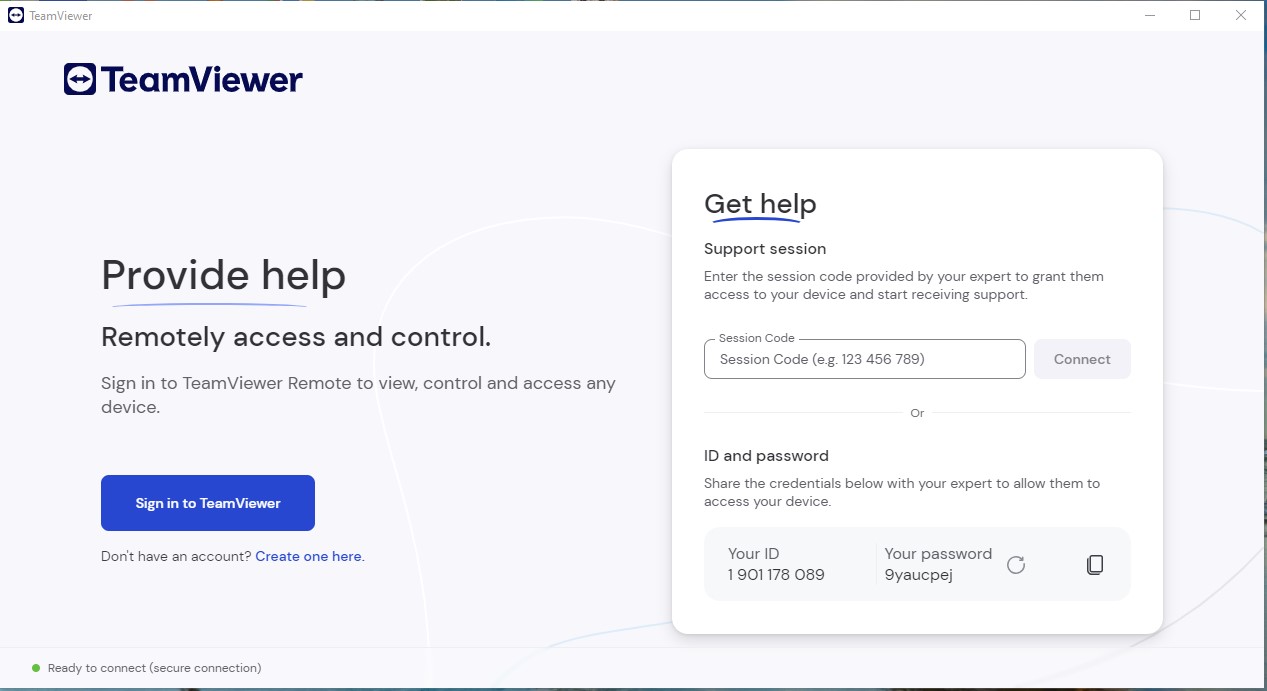 TeamViewer
TeamViewer
Provide help
Remotely access and control.
Sign in to TeamViewer Remote to view, control and access any
device.
Sign in to TeamViewer
Don't have an account? Create one here.
Get help
Support session
Enter the session code provided by your expert to grant them
access to your device and start receiving support.
Session Code
Session Code (e.g. 123 456 789)
Connect
Or
ID and password
Share the credentials below with your expert to allow them to
access your device.
Your ID
1 901 178 089
Your password
9yaucpej
Ready to connect (secure connection)